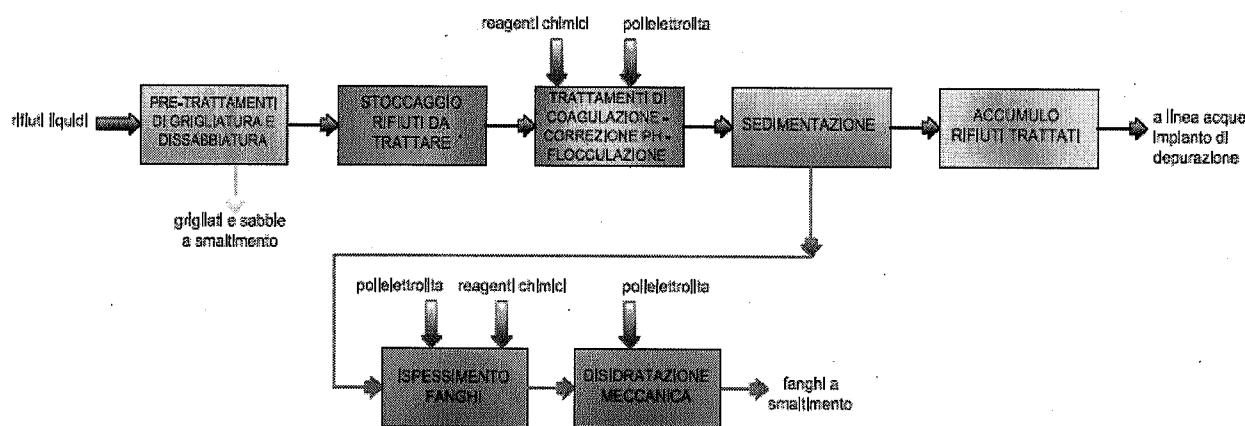 reagenti chimici
polielettrolita
rifiuti liquidi
PRE-TRATTAMENTI
DI GRIGLIATURA E
DISSABBIATURA
STOCCAGGIO
RIFIUTI DA
TRATTARE
TRATTAMENTI DI
COAGULAZIONE -
CORREZIONE PH -
FLOCCULAZIONE
SEDIMENTAZIONE
ACCUMULO
RIFIUTI TRATTATI
a linea acque
impianto di
depurazione
grigliati e sabbie
a smaltimento
polielettrolita
reagenti chimici
polielettrolita
ISPESSIMENTO
FANGHI
DISIDRATAZIONE
MECCANICA
fanghi a
smaltimento